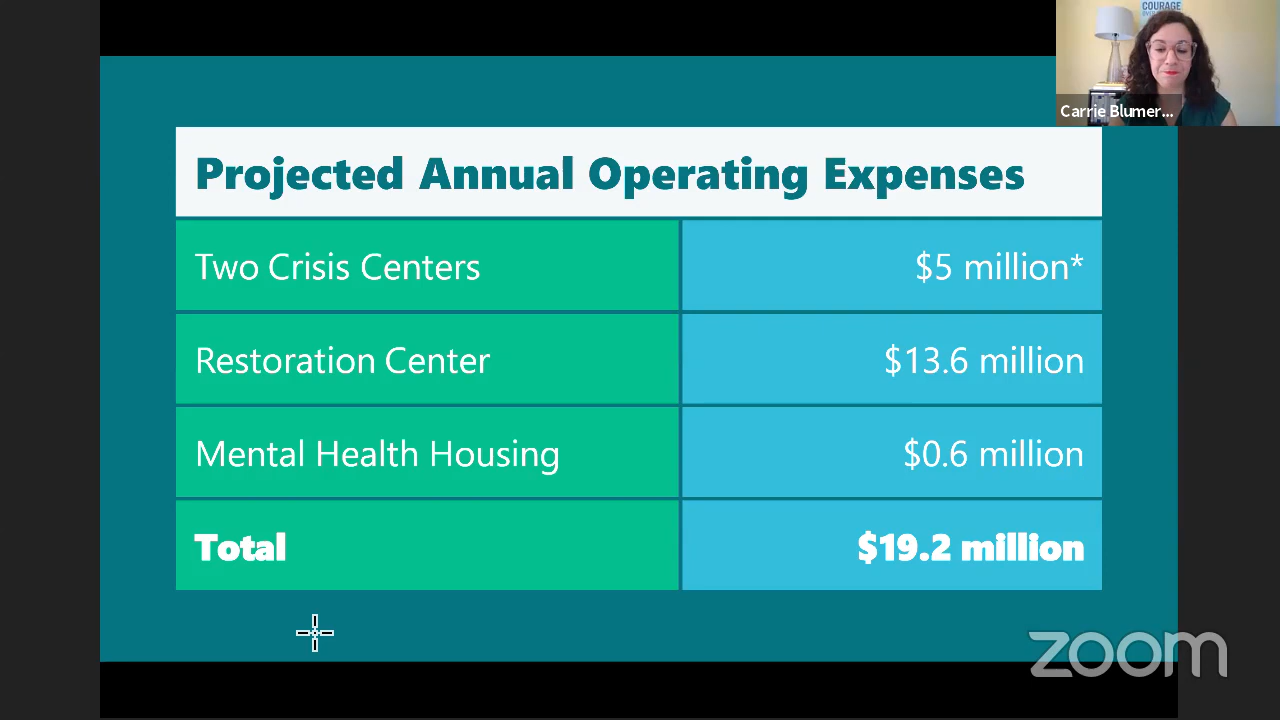 COURAGE
Carrie Blumer...
Projected Annual Operating Expenses
Two Crisis Centers $5 million*
Restoration Center $13.6 million
Mental Health Housing $0.6 million
Total $19.2 million
zoom